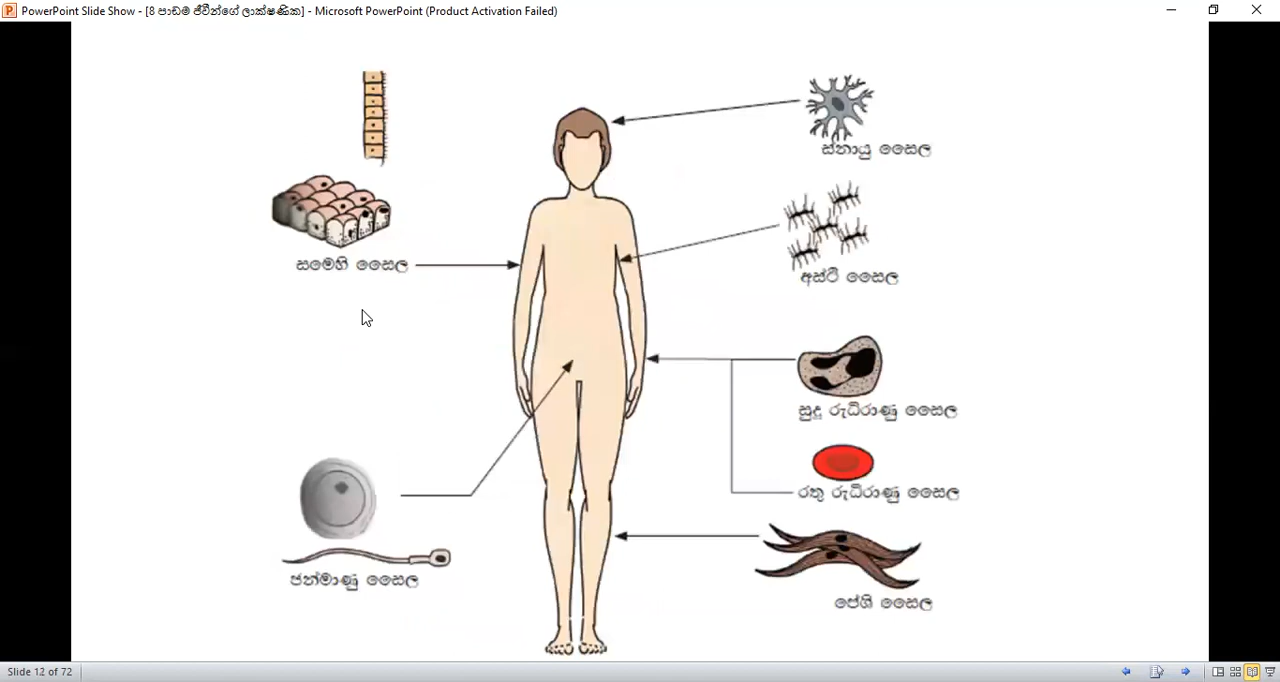 PowerPoint Slide Show - [8 පාඩම ජීවීන්ගේ ලාක්ෂණික] - Microsoft PowerPoint (Product Activation Failed)
ස්නායු සෛල
සමෙහි සෛල
අස්ථි සෛල
සුදු රුධිරාණු සෛල
රතු රුධිරාණු සෛල
ජන්මාණු සෛල
පේශි සෛල
Slide 12 of 72